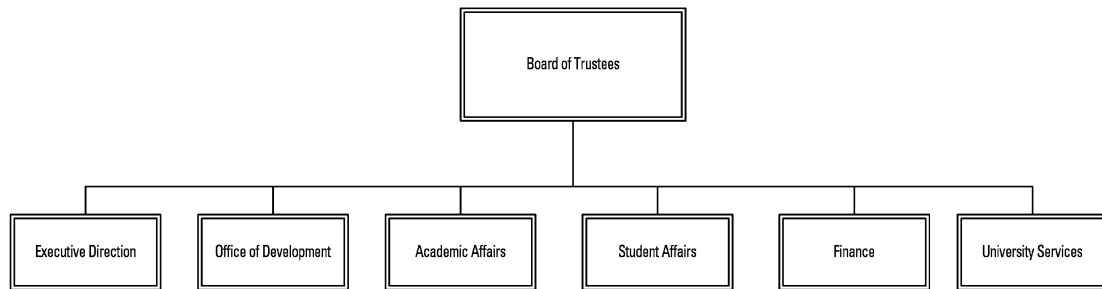 Board of Trustees
Executive Direction
Office of Development
Academic Affairs
Student Affairs
Finance
University Services